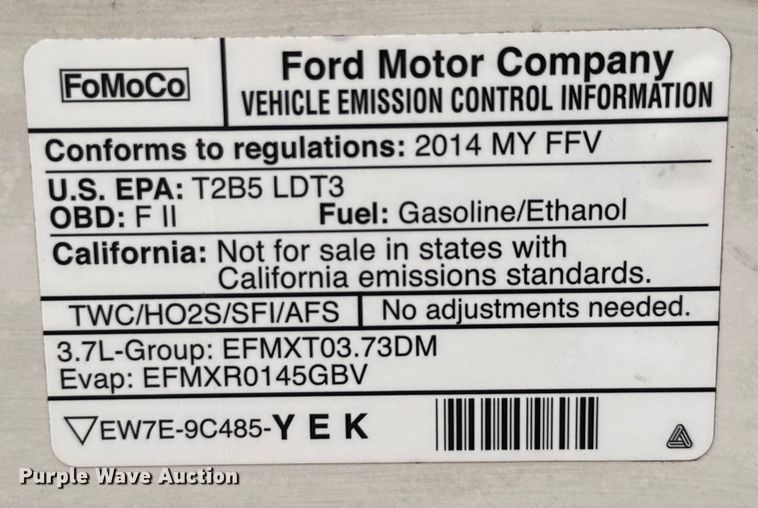 FoMoCo
Ford Motor Company
VEHICLE EMISSION CONTROL INFORMATION
Conforms to regulations: 2014 MY FFV
U.S. EPA: T2B5 LDT3
OBD: F II Fuel: Gasoline/Ethanol
California: Not for sale in states with
California emissions standards.
TWC/HO2S/SFI/AFS No adjustments needed.
3.7L-Group: EFMXT03.73DM
Evap: EFMXR0145GBV
EW7E-9C485-Y E K
Purple Wave Auction